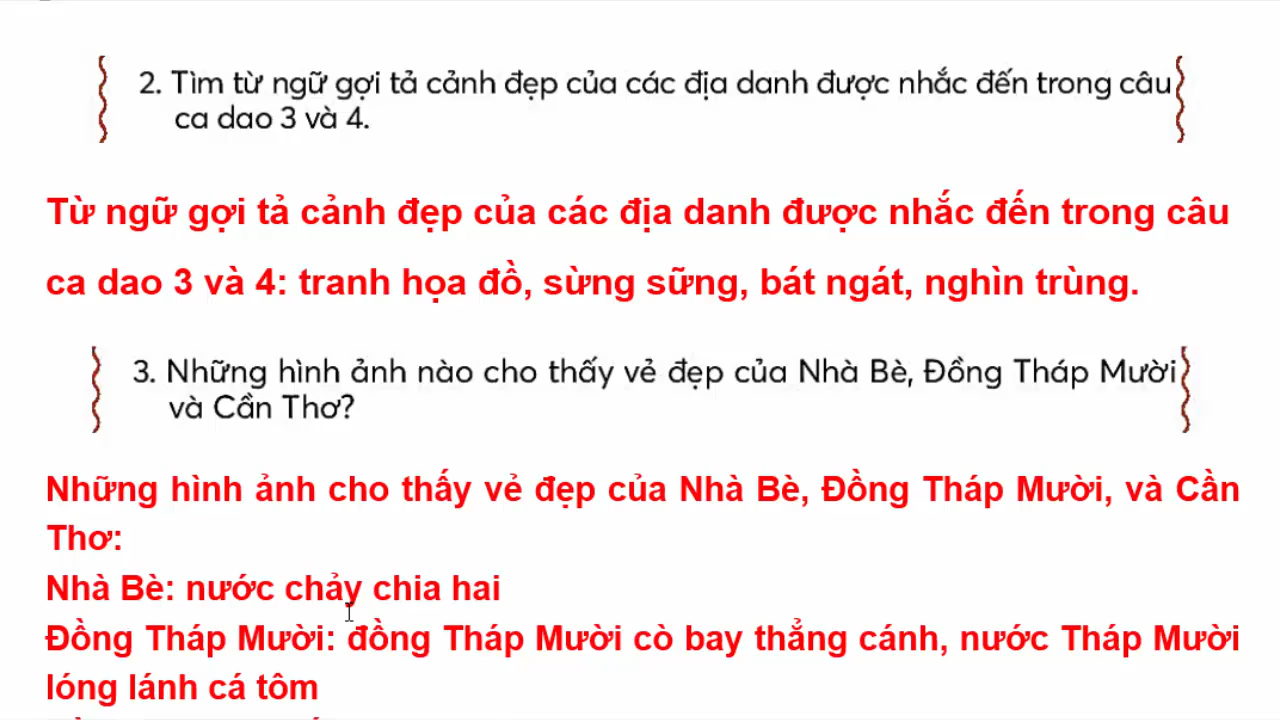 2. Tìm từ ngữ gợi tả cảnh đẹp của các địa danh được nhắc đến trong câu
ca dao 3 và 4.
Từ ngữ gợi tả cảnh đẹp của các địa danh được nhắc đến trong câu
ca dao 3 và 4: tranh họa đồ, sừng sững, bát ngát, nghìn trùng.
3. Những hình ảnh nào cho thấy vẻ đẹp của Nhà Bè, Đồng Tháp Mười
và Cần Thơ?
Những hình ảnh cho thấy vẻ đẹp của Nhà Bè, Đồng Tháp Mười, và Cần
Thơ:
Nhà Bè: nước chảy chia hai
Đồng Tháp Mười: đồng Tháp Mười cò bay thẳng cánh, nước Tháp Mười
lóng lánh cá tôm